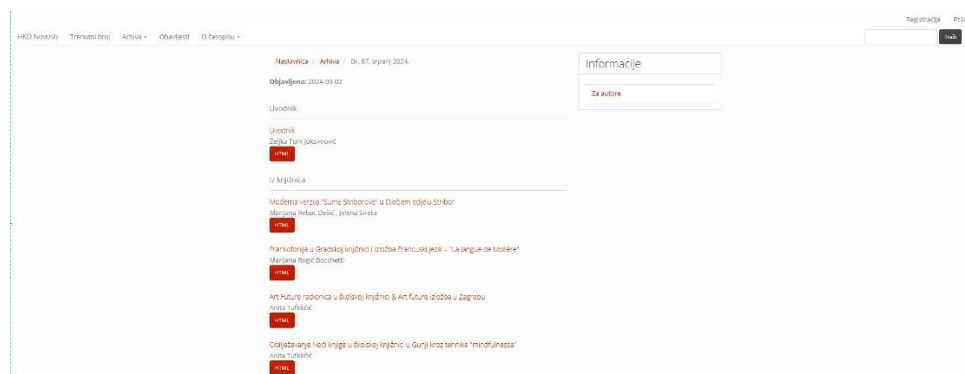 Registracija
HKD Novosti Trenutni broj Arhiva Obavijesti O časopisu Traži
Naslovnica / Arhiva / Br. 87. srpanj 2024.
Informacije
Objavljeno: 2024-09-02
Za autore
Uvodnik
Uvodnik
Željka Turk Joksimović
HTML
Iz knjižnica
Moderna verzija "Šume Striborove" u Dječjem odjelu Stribor
Marijana Rebac Dešić , Jelena Sireta
HTML
Frankofonija u Gradskoj knjižnici i izložba Francuski jezik – "La langue de Molière"
Marijana Rogić Bocchetti
HTML
Art Future radionica u školskoj knjižnici & Art future izložba u Zagrebu
Anita Tufekčić
HTML
Obilježavanje Noći knjige u školskoj knjižnici u Gunji kroz tehnike "mindfulnessa"
Anita Tufekčić
HTML